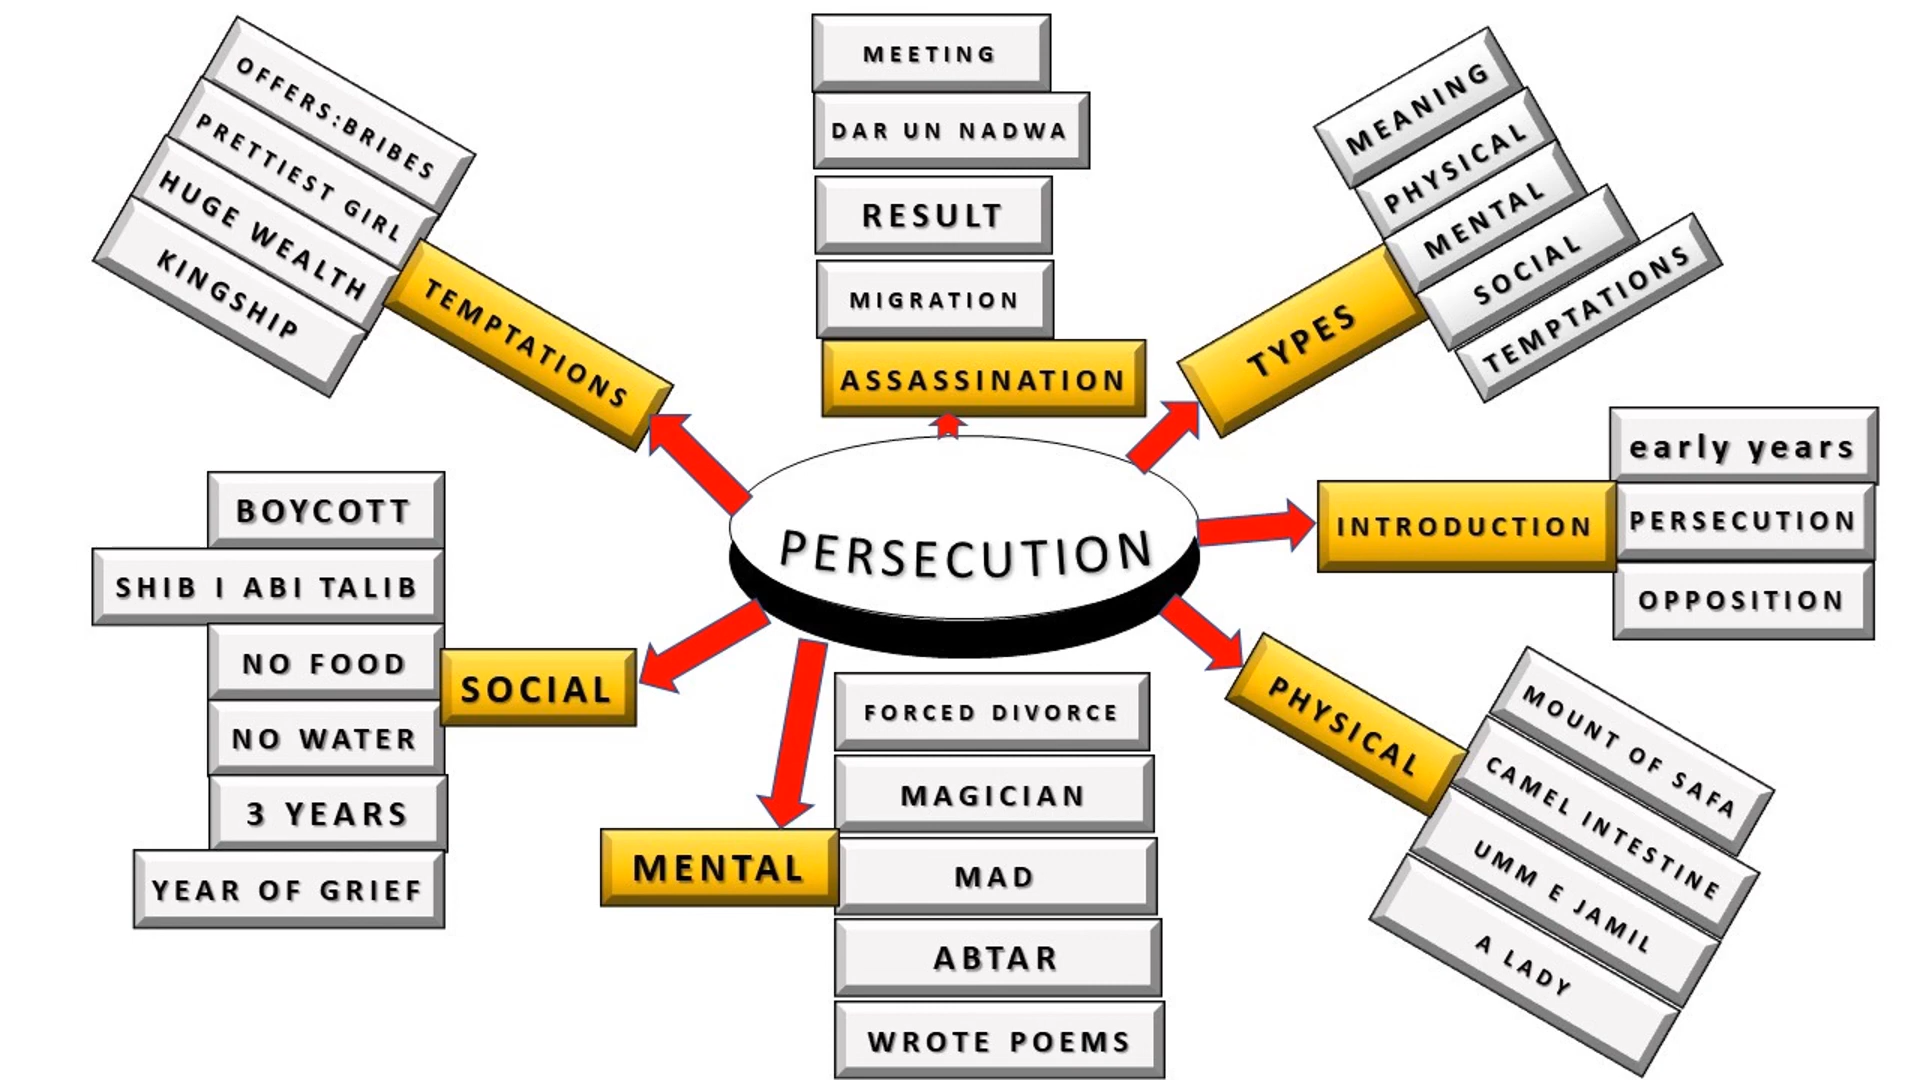 OFFERS:BRIBES
PRETTIEST GIRL
HUGE WEALTH
KINGSHIP
TEMPTATIONS
MEETING
DAR UN NADWA
RESULT
MIGRATION
ASSASSINATION
MEANING
PHYSICAL
MENTAL
SOCIAL
TEMPTATIONS
TYPES
early years
PERSECUTION
OPPOSITION
INTRODUCTION
PERSECUTION
BOYCOTT
SHIB I ABI TALIB
NO FOOD
NO WATER
3 YEARS
YEAR OF GRIEF
SOCIAL
FORCED DIVORCE
MAGICIAN
MAD
ABTAR
WROTE POEMS
MENTAL
PHYSICAL
MOUNT OF SAFA
CAMEL INTESTINE
UMM E JAMIL
A LADY